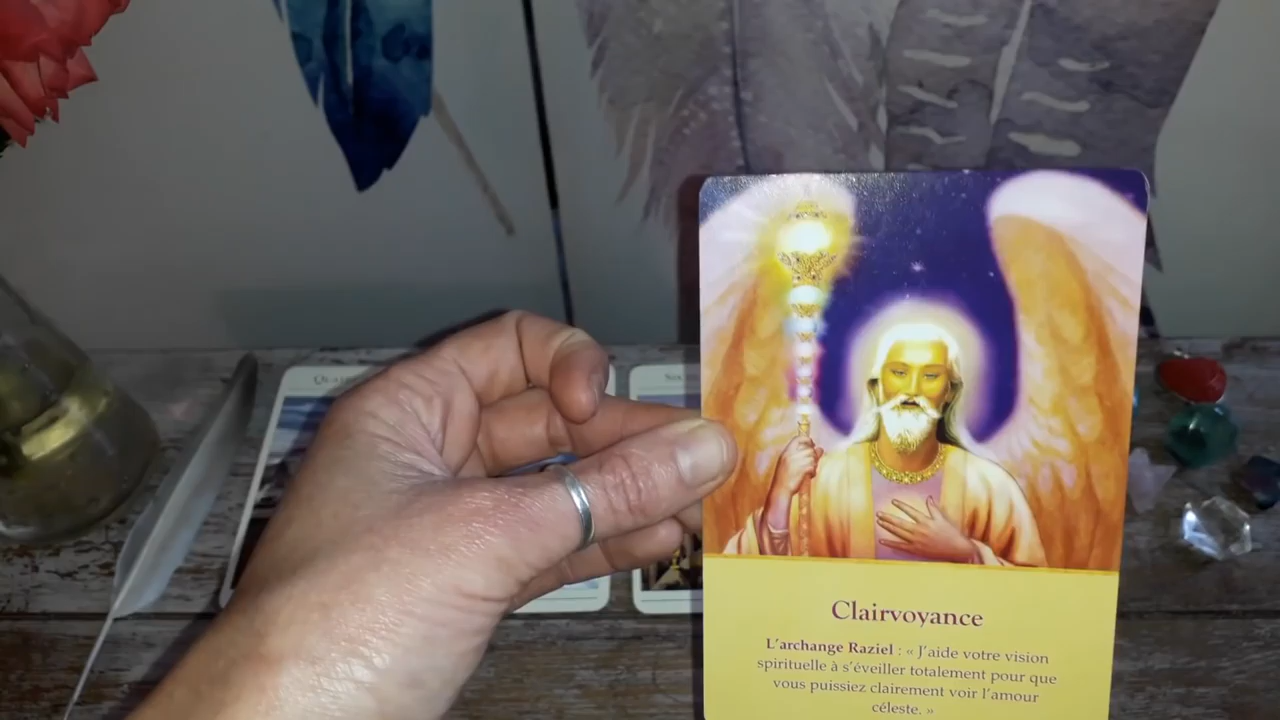 Clairvoyance
L'archange Raziel : « J'aide votre vision
spirituelle à s'éveiller totalement pour que
vous puissiez clairement voir l'amour
céleste. »